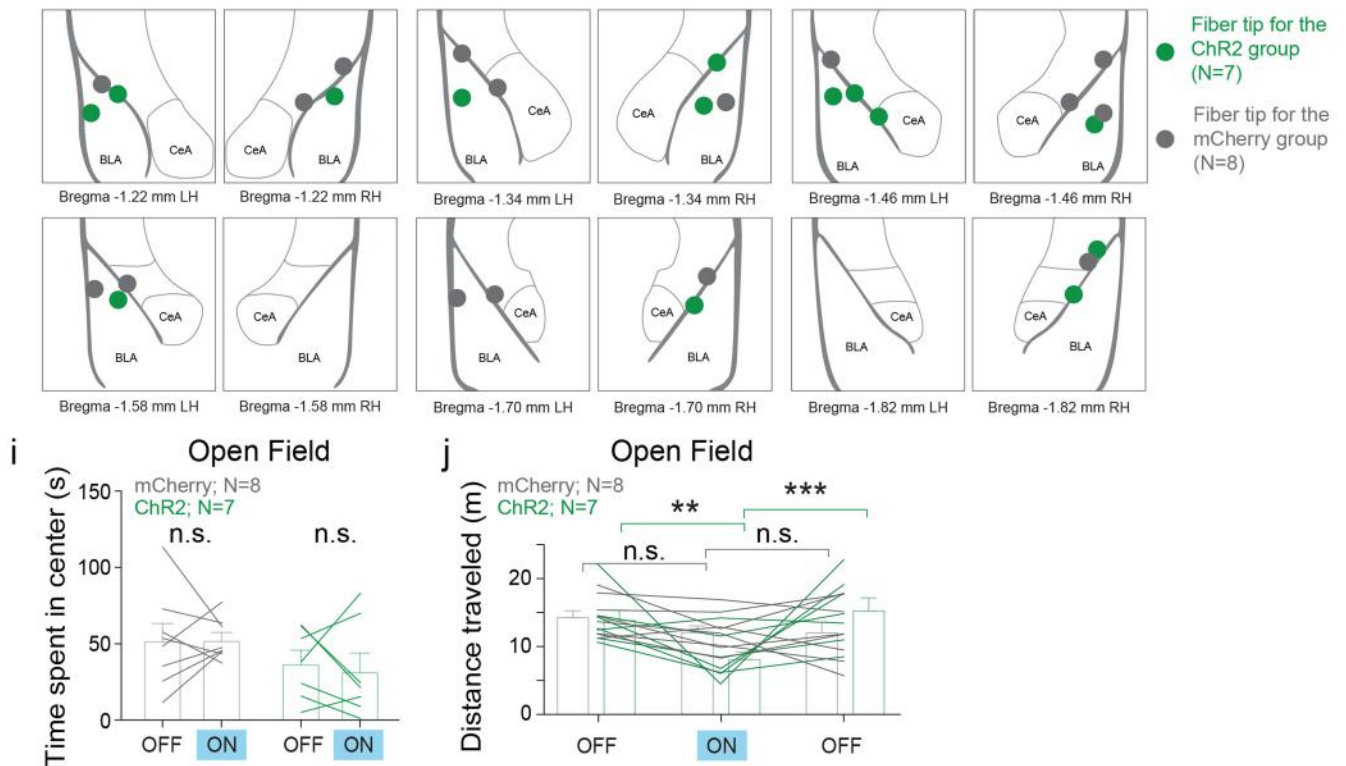 Fiber tip for the
ChR2 group
(N=7)
Fiber tip for the
mCherry group
(N=8)
BLA
CeA
CeA
BLA
BLA
CeA
CeA
BLA
BLA
CeA
CeA
BLA
Bregma -1.22 mm LH
Bregma -1.22 mm RH
Bregma -1.34 mm LH
Bregma -1.34 mm RH
Bregma -1.46 mm LH
Bregma -1.46 mm RH
BLA
CeA
CeA
BLA
BLA
CeA
CeA
BLA
BLA
CeA
CeA
BLA
Bregma -1.58 mm LH
Bregma -1.58 mm RH
Bregma -1.70 mm LH
Bregma -1.70 mm RH
Bregma -1.82 mm LH
Bregma -1.82 mm RH
i
Open Field
Time spent in center (s)
mCherry; N=8
ChR2; N=7
n.s.
n.s.
150
100
50
0
OFF
ON
OFF
ON
j
Open Field
Distance traveled (m)
mCherry; N=8
ChR2; N=7
**
***
n.s.
n.s.
20
10
0
OFF
ON
OFF